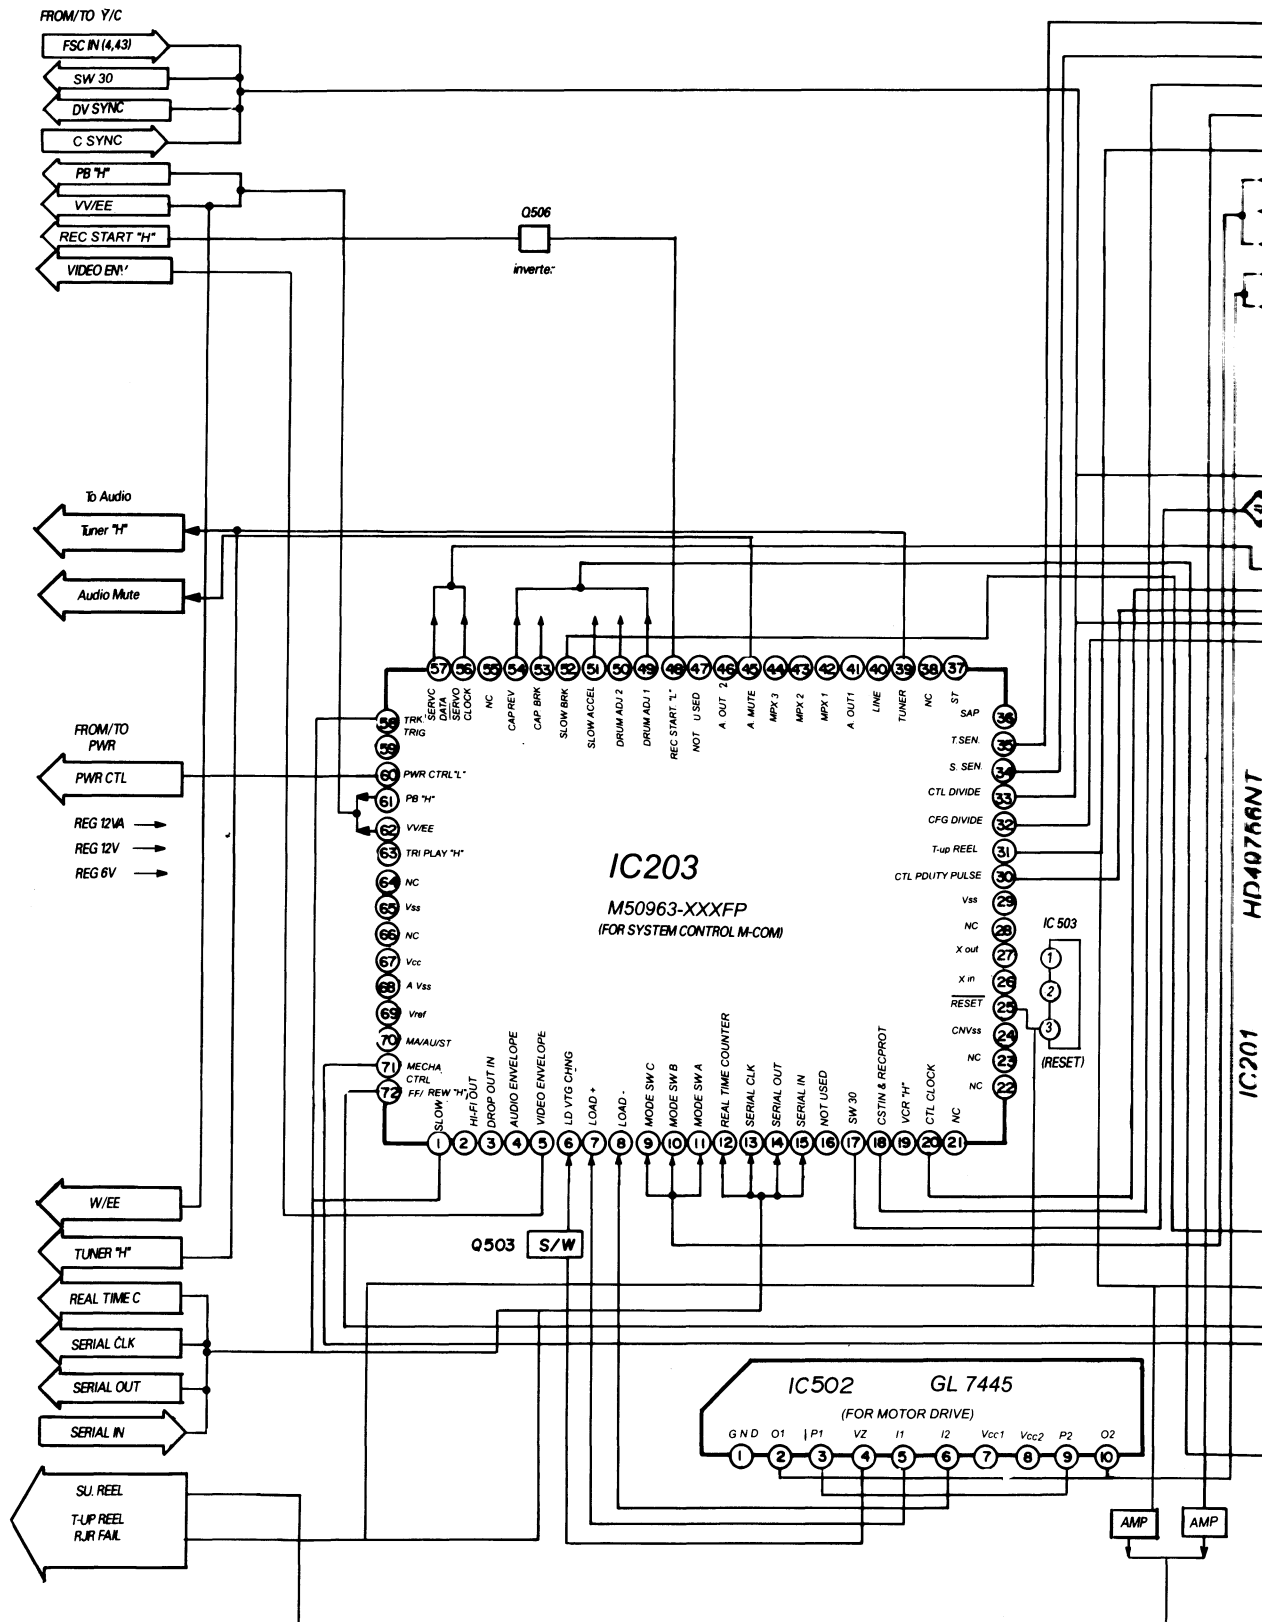 FROM/TO Y/C
FSC IN (4,43)
SW 30
DV SYNC
C SYNC
PB "H"
VV/EE
REC START "H"
VIDEO ENV
Q506
inverter
To Audio
Tuner "H"
Audio Mute
57 56 55 54 53 52 51 50 49 48 47 46 45 44 43 42 41 40 39 38 37
SERVC
DATA
SERVO
CLOCK
NC
CAP REV
CAP BRK
SLOW BRK
SLOW ACCEL
DRUM ADJ 2
DRUM ADJ 1
REC START "L"
NOT USED
A. OUT 2
A. MUTE
MPX 3
MPX 2
MPX 1
A. OUT1
LINE
TUNER
NC
ST
SAP
36
58 TRK.
TRIG
59
60 PWR CTRL "L"
61 PB "H"
62 VV/EE
63 TRI PLAY "H"
64 NC
65 Vss
66 NC
67 Vcc
68 A Vss
69 Vref
70 MA/AU/ST
71 MECHA
CTRL
72 FF/ REW "H"
T.SEN. 35
S. SEN. 34
CTL DIVIDE 33
CFG DIVIDE 32
T-up REEL 31
CTL PDUTY PULSE 30
Vss 29
NC 28
X out 27
X in 26
RESET 25
CNVss 24
NC 23
NC 22
FROM/TO
PWR
PWR CTL
REG 12VA
REG 12V
REG 6V
IC203
M50963-XXXFP
(FOR SYSTEM CONTROL M-COM)
IC 503
1
2
3
(RESET)
HD49756NT
IC201
SLOW
HI-FI OUT
DROP OUT IN
AUDIO ENVELOPE
VIDEO ENVELOPE
LD VTG CHNG
LOAD +
LOAD -
MODE SW C
MODE SW B
MODE SW A
REAL TIME COUNTER
SERIAL CLK
SERIAL OUT
SERIAL IN
NOT USED
SW 30
CSTIN & RECPROT
VCR "H"
CTL CLOCK
NC
1 2 3 4 5 6 7 8 9 10 11 12 13 14 15 16 17 18 19 20 21
W/EE
TUNER "H"
REAL TIME C
SERIAL CLK
SERIAL OUT
SERIAL IN
SU. REEL
T-UP REEL
RJR FAIL
Q503
S/W
IC502 GL 7445
(FOR MOTOR DRIVE)
GND O1 P1 VZ I1 I2 Vcc1 Vcc2 P2 O2
1 2 3 4 5 6 7 8 9 10
AMP
AMP